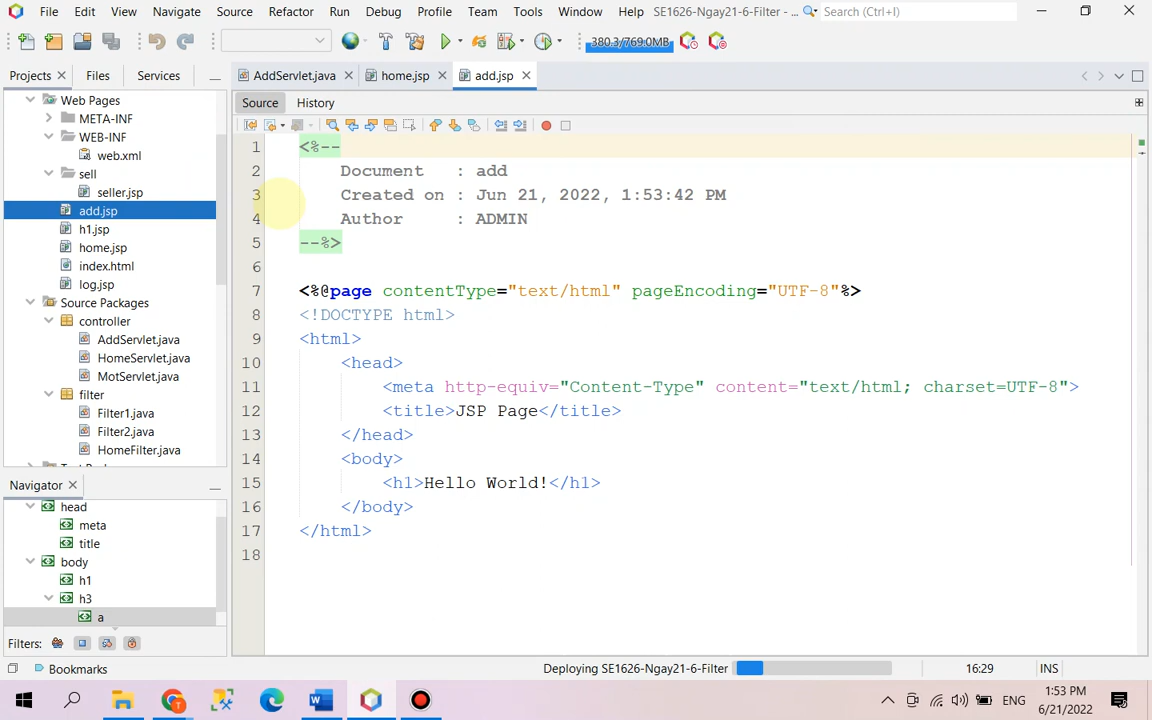 File Edit View Navigate Source Refactor Run Debug Profile Team Tools Window Help SE1626-Ngay21-6-Filter - ... Search (Ctrl+I)
380.3/769.0MB
Projects Files Services AddServlet.java home.jsp add.jsp
Source History
Web Pages
META-INF
WEB-INF
web.xml
sell
seller.jsp
add.jsp
h1.jsp
home.jsp
index.html
log.jsp
Source Packages
controller
AddServlet.java
HomeServlet.java
MotServlet.java
filter
Filter1.java
Filter2.java
HomeFilter.java
1 <%--
2 Document : add
3 Created on : Jun 21, 2022, 1:53:42 PM
4 Author : ADMIN
5 --%>
6
7 <%@page contentType="text/html" pageEncoding="UTF-8"%>
8 <!DOCTYPE html>
9 <html>
10 <head>
11 <meta http-equiv="Content-Type" content="text/html; charset=UTF-8">
12 <title>JSP Page</title>
13 </head>
14 <body>
15 <h1>Hello World!</h1>
16 </body>
17 </html>
18
Navigator
head
meta
title
body
h1
h3
a
Filters:
Bookmarks
Deploying SE1626-Ngay21-6-Filter 16:29 INS
ENG 1:53 PM
6/21/2022